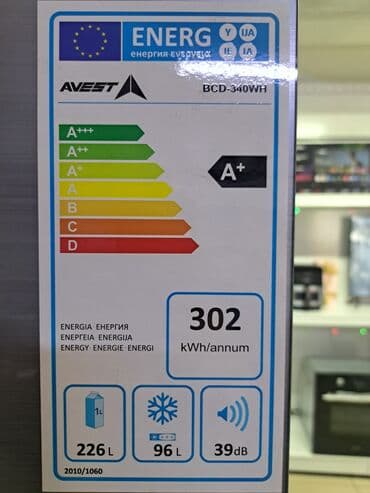 ENERG Y IJA
енергия·ενεργεια IE IA
AVEST BCD-340WH
A+++
A++
A+
A
B
C
D
A+
ENERGIA ЕНЕРГИЯ
ΕΝΕΡΓΕΙΑ ENERGIJA
ENERGY ENERGIE ENERGI
302
kWh/annum
1L
226 L
96 L
39dB
2010/1060